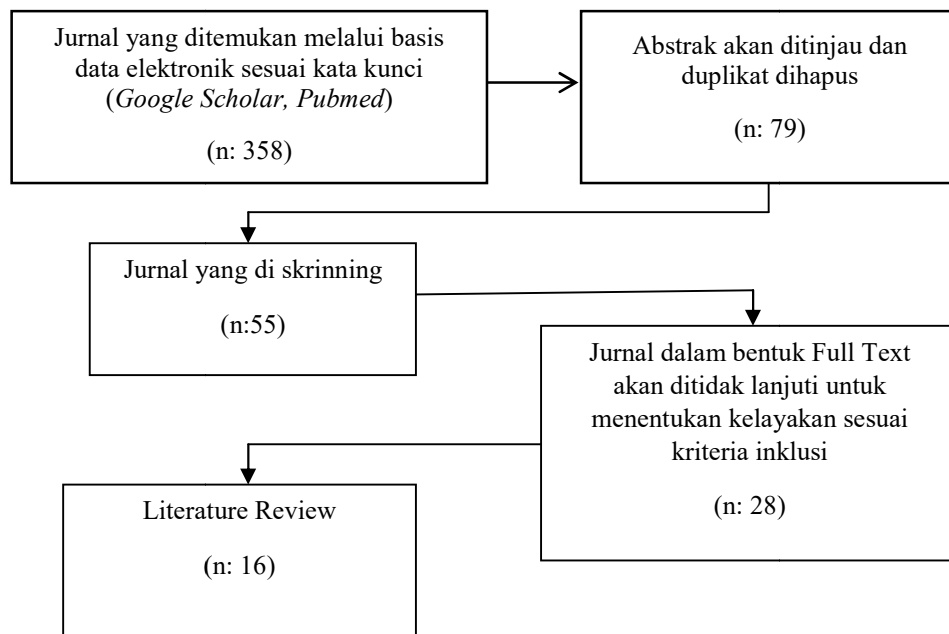 Jurnal yang ditemukan melalui basis
data elektronik sesuai kata kunci
(Google Scholar, Pubmed)
(n: 358)
Abstrak akan ditinjau dan
duplikat dihapus
(n: 79)
Jurnal yang di skrinning
(n:55)
Jurnal dalam bentuk Full Text
akan ditidak lanjuti untuk
menentukan kelayakan sesuai
kriteria inklusi
(n: 28)
Literature Review
(n: 16)